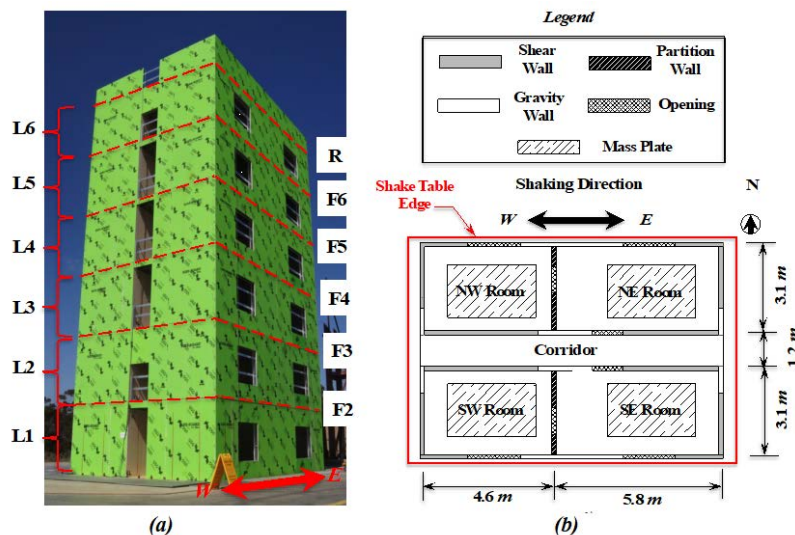 L6
L5
L4
L3
L2
L1
R
F6
F5
F4
F3
F2
W
E
(a)
Legend
Shear
Wall
Partition
Wall
Gravity
Wall
Opening
Mass Plate
Shake Table
Edge
Shaking Direction
W
E
N
NW Room
NE Room
Corridor
SW Room
SE Room
3.1 m
1.2 m
3.1 m
4.6 m
5.8 m
(b)